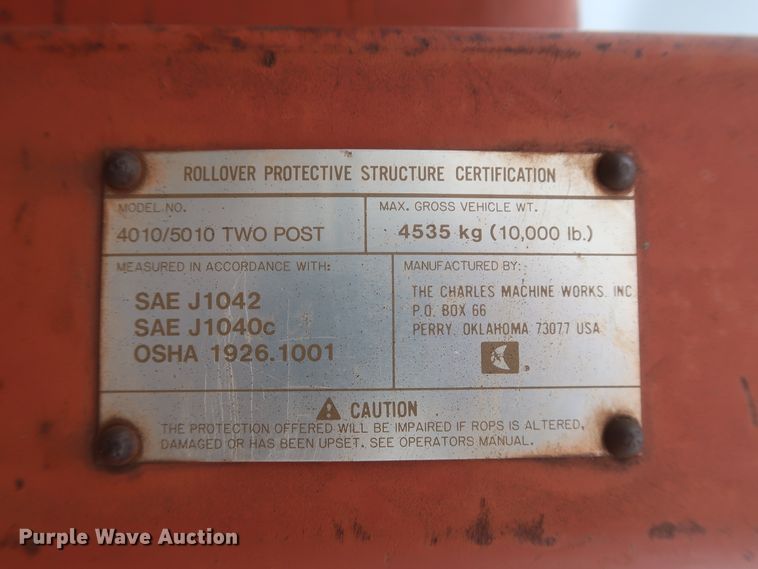 ROLLOVER PROTECTIVE STRUCTURE CERTIFICATION
MODEL NO.
4010/5010 TWO POST
MAX. GROSS VEHICLE WT.
4535 kg (10,000 lb.)
MEASURED IN ACCORDANCE WITH:
SAE J1042
SAE J1040c
OSHA 1926.1001
MANUFACTURED BY:
THE CHARLES MACHINE WORKS, INC
P.O. BOX 66
PERRY, OKLAHOMA 73077 USA
®
CAUTION
THE PROTECTION OFFERED WILL BE IMPAIRED IF ROPS IS ALTERED,
DAMAGED OR HAS BEEN UPSET. SEE OPERATORS MANUAL.
Purple Wave Auction